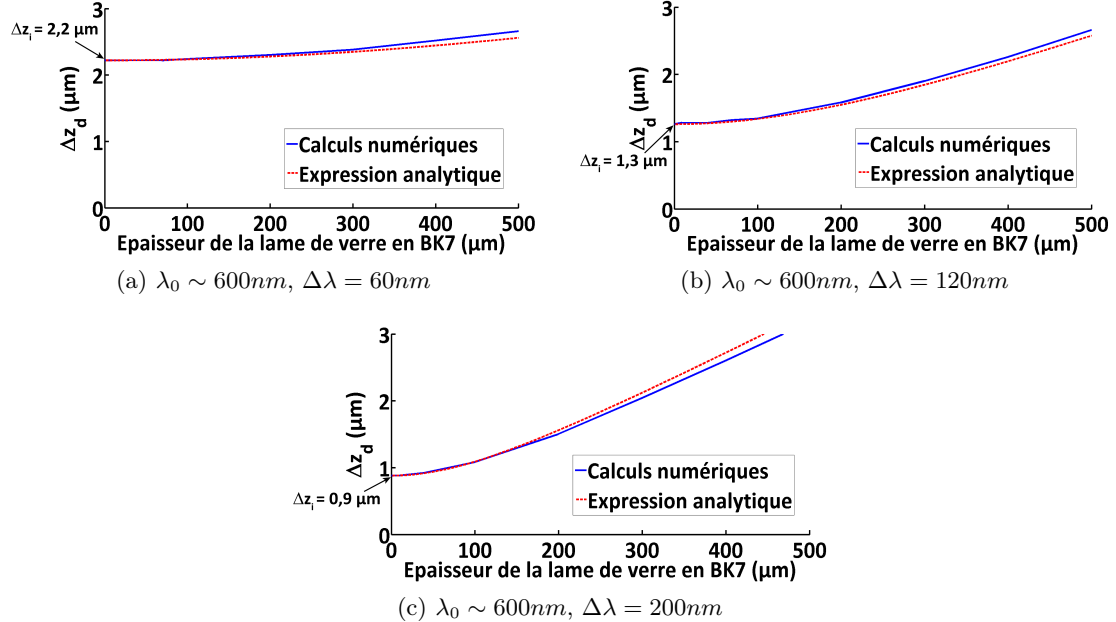 3
Δz_i = 2,2 µm
2
Δz_d (µm)
1
Calculs numériques
Expression analytique
0
0 100 200 300 400 500
Epaisseur de la lame de verre en BK7 (µm)
(a) λ_0 ∼ 600nm, Δλ = 60nm
3
2
Δz_d (µm)
1
Δz_i = 1,3 µm
Calculs numériques
Expression analytique
0
0 100 200 300 400 500
Epaisseur de la lame de verre en BK7 (µm)
(b) λ_0 ∼ 600nm, Δλ = 120nm
3
2
Δz_d (µm)
1
Δz_i = 0,9 µm
Calculs numériques
Expression analytique
0
0 100 200 300 400 500
Epaisseur de la lame de verre en BK7 (µm)
(c) λ_0 ∼ 600nm, Δλ = 200nm